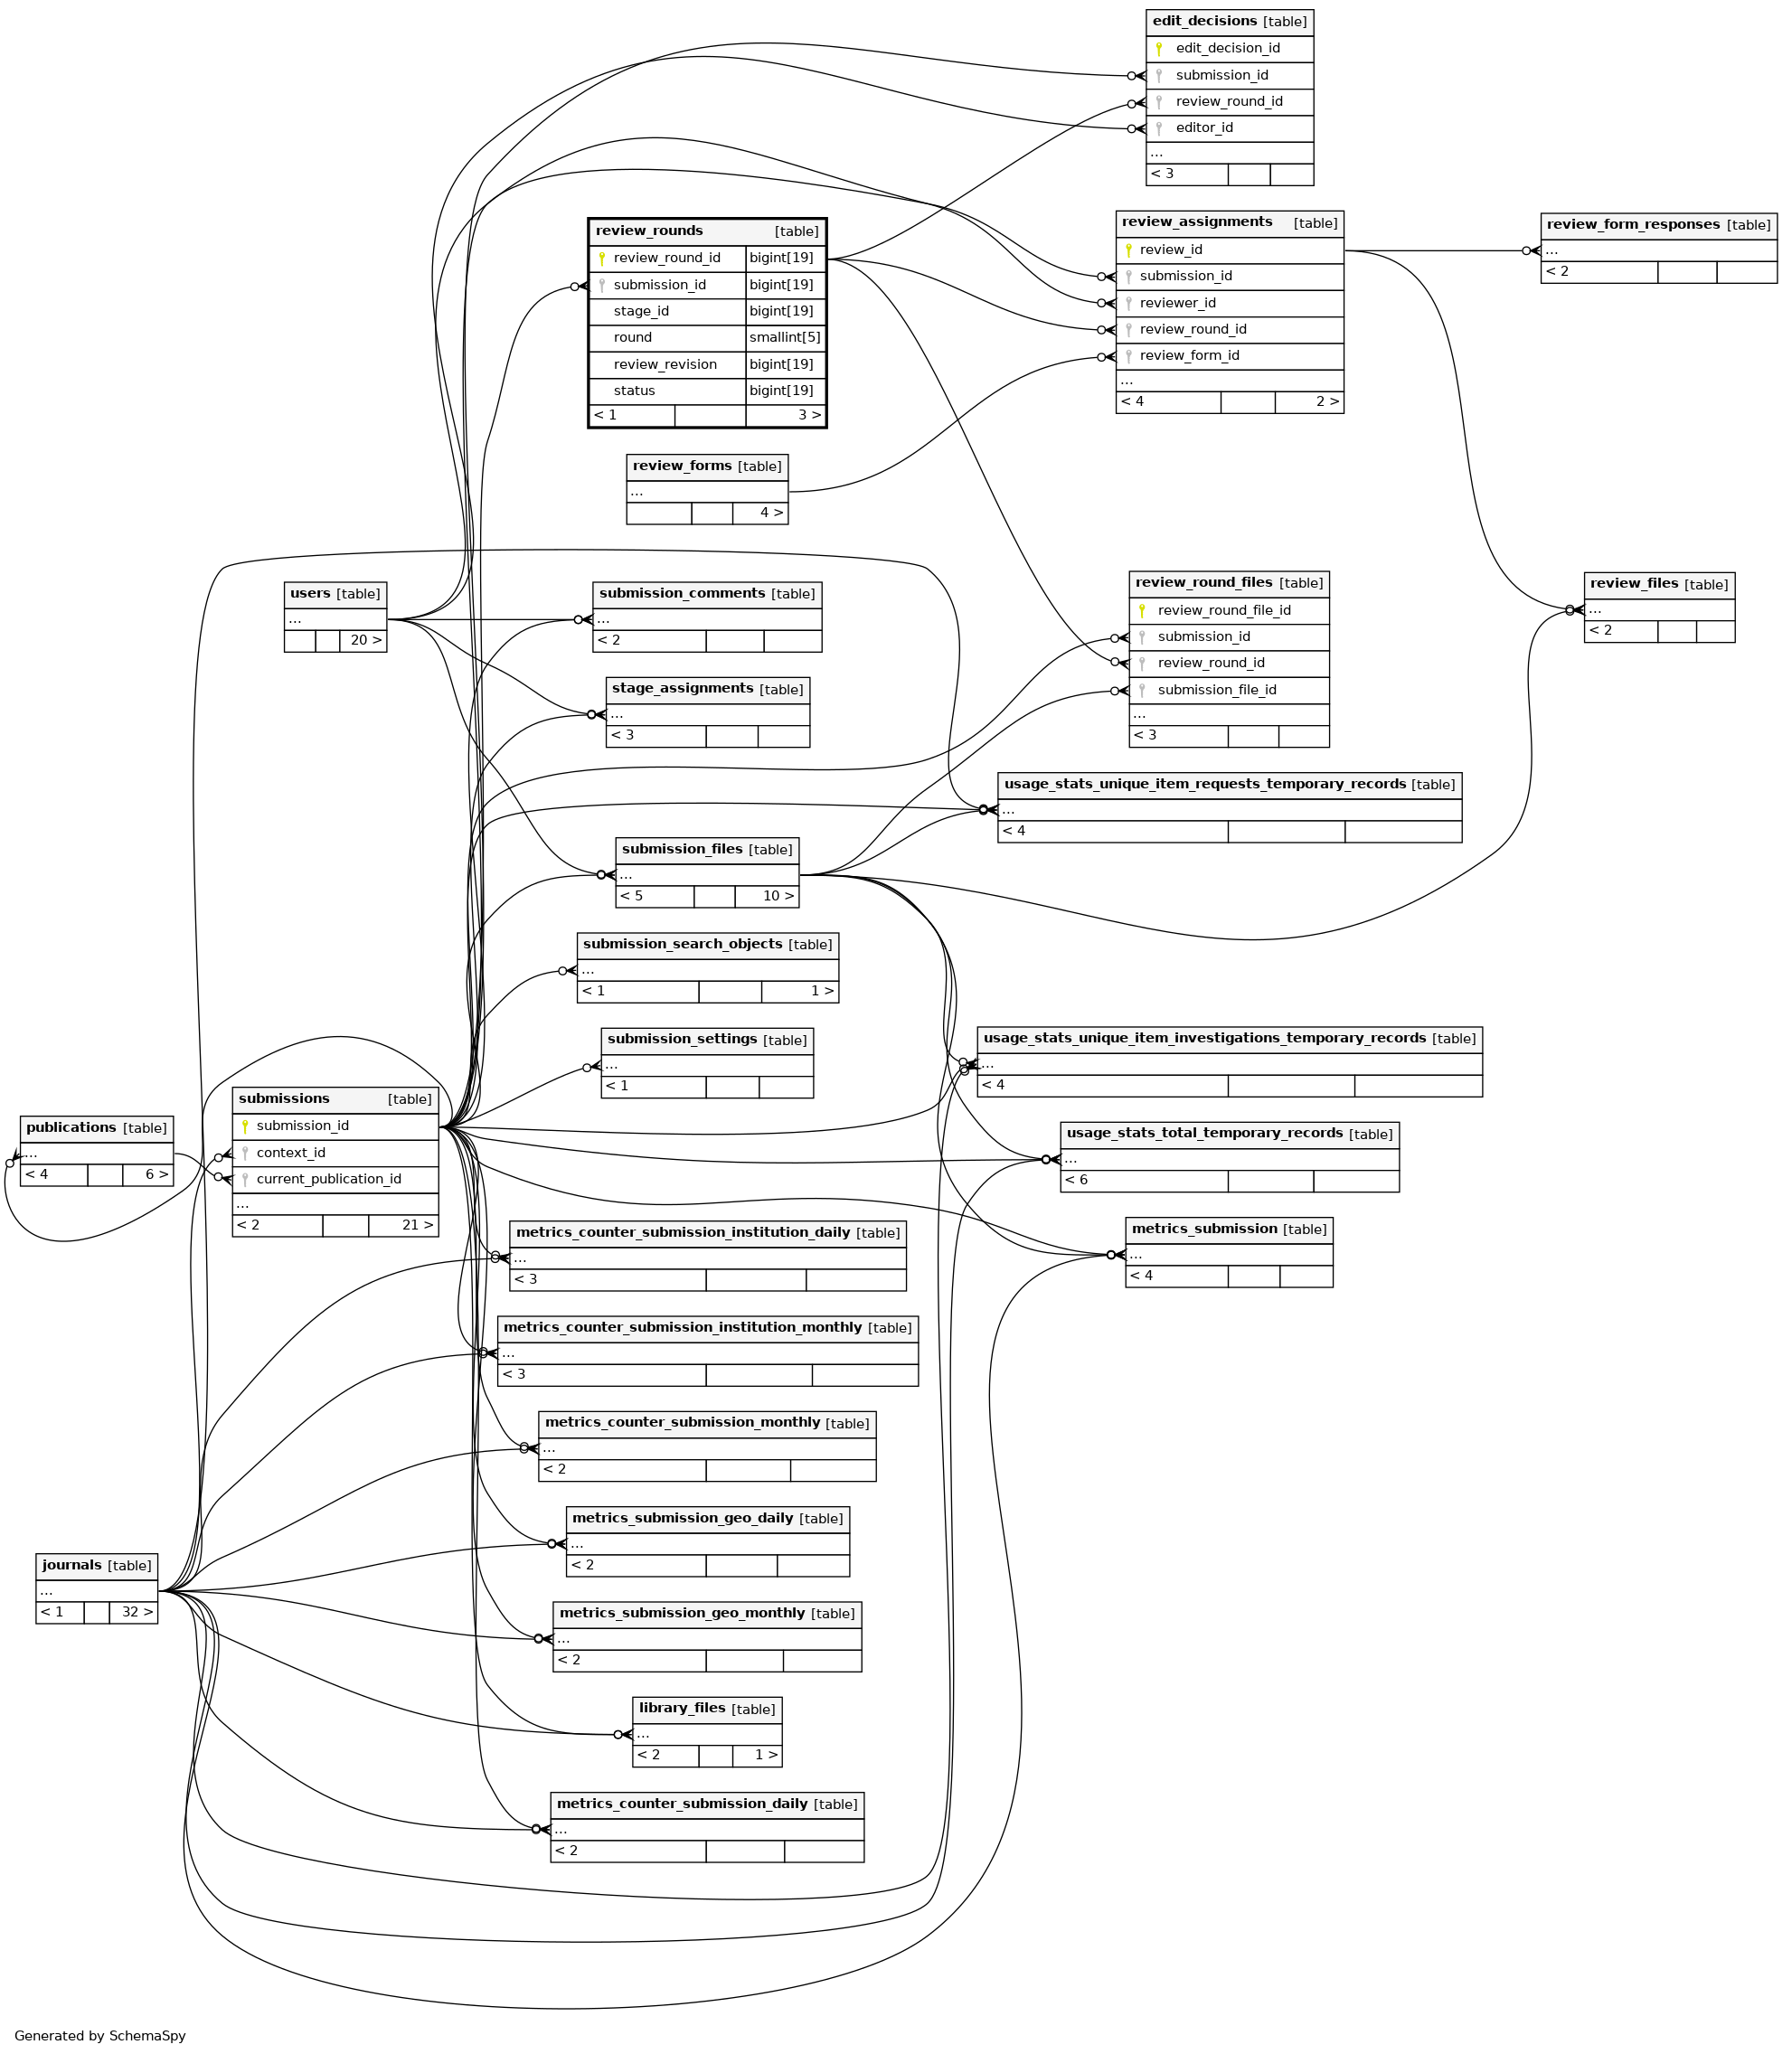 edit_decisions [table]
edit_decision_id
submission_id
review_round_id
editor_id
...
< 3
review_rounds [table]
review_round_id bigint[19]
submission_id bigint[19]
stage_id bigint[19]
round smallint[5]
review_revision bigint[19]
status bigint[19]
< 1 3 >
review_assignments [table]
review_id
submission_id
reviewer_id
review_round_id
review_form_id
...
< 4 2 >
review_form_responses [table]
...
< 2
review_forms [table]
...
4 >
users [table]
...
20 >
submission_comments [table]
...
< 2
review_round_files [table]
review_round_file_id
submission_id
review_round_id
submission_file_id
...
< 3
review_files [table]
...
< 2
stage_assignments [table]
...
< 3
usage_stats_unique_item_requests_temporary_records [table]
...
< 4
submission_files [table]
...
< 5 10 >
submission_search_objects [table]
...
< 1 1 >
submission_settings [table]
...
< 1
usage_stats_unique_item_investigations_temporary_records [table]
...
< 4
publications [table]
...
< 4 6 >
submissions [table]
submission_id
context_id
current_publication_id
...
< 2 21 >
usage_stats_total_temporary_records [table]
...
< 6
metrics_submission [table]
...
< 4
metrics_counter_submission_institution_daily [table]
...
< 3
metrics_counter_submission_institution_monthly [table]
...
< 3
metrics_counter_submission_monthly [table]
...
< 2
metrics_submission_geo_daily [table]
...
< 2
journals [table]
...
< 1 32 >
metrics_submission_geo_monthly [table]
...
< 2
library_files [table]
...
< 2 1 >
metrics_counter_submission_daily [table]
...
< 2
Generated by SchemaSpy